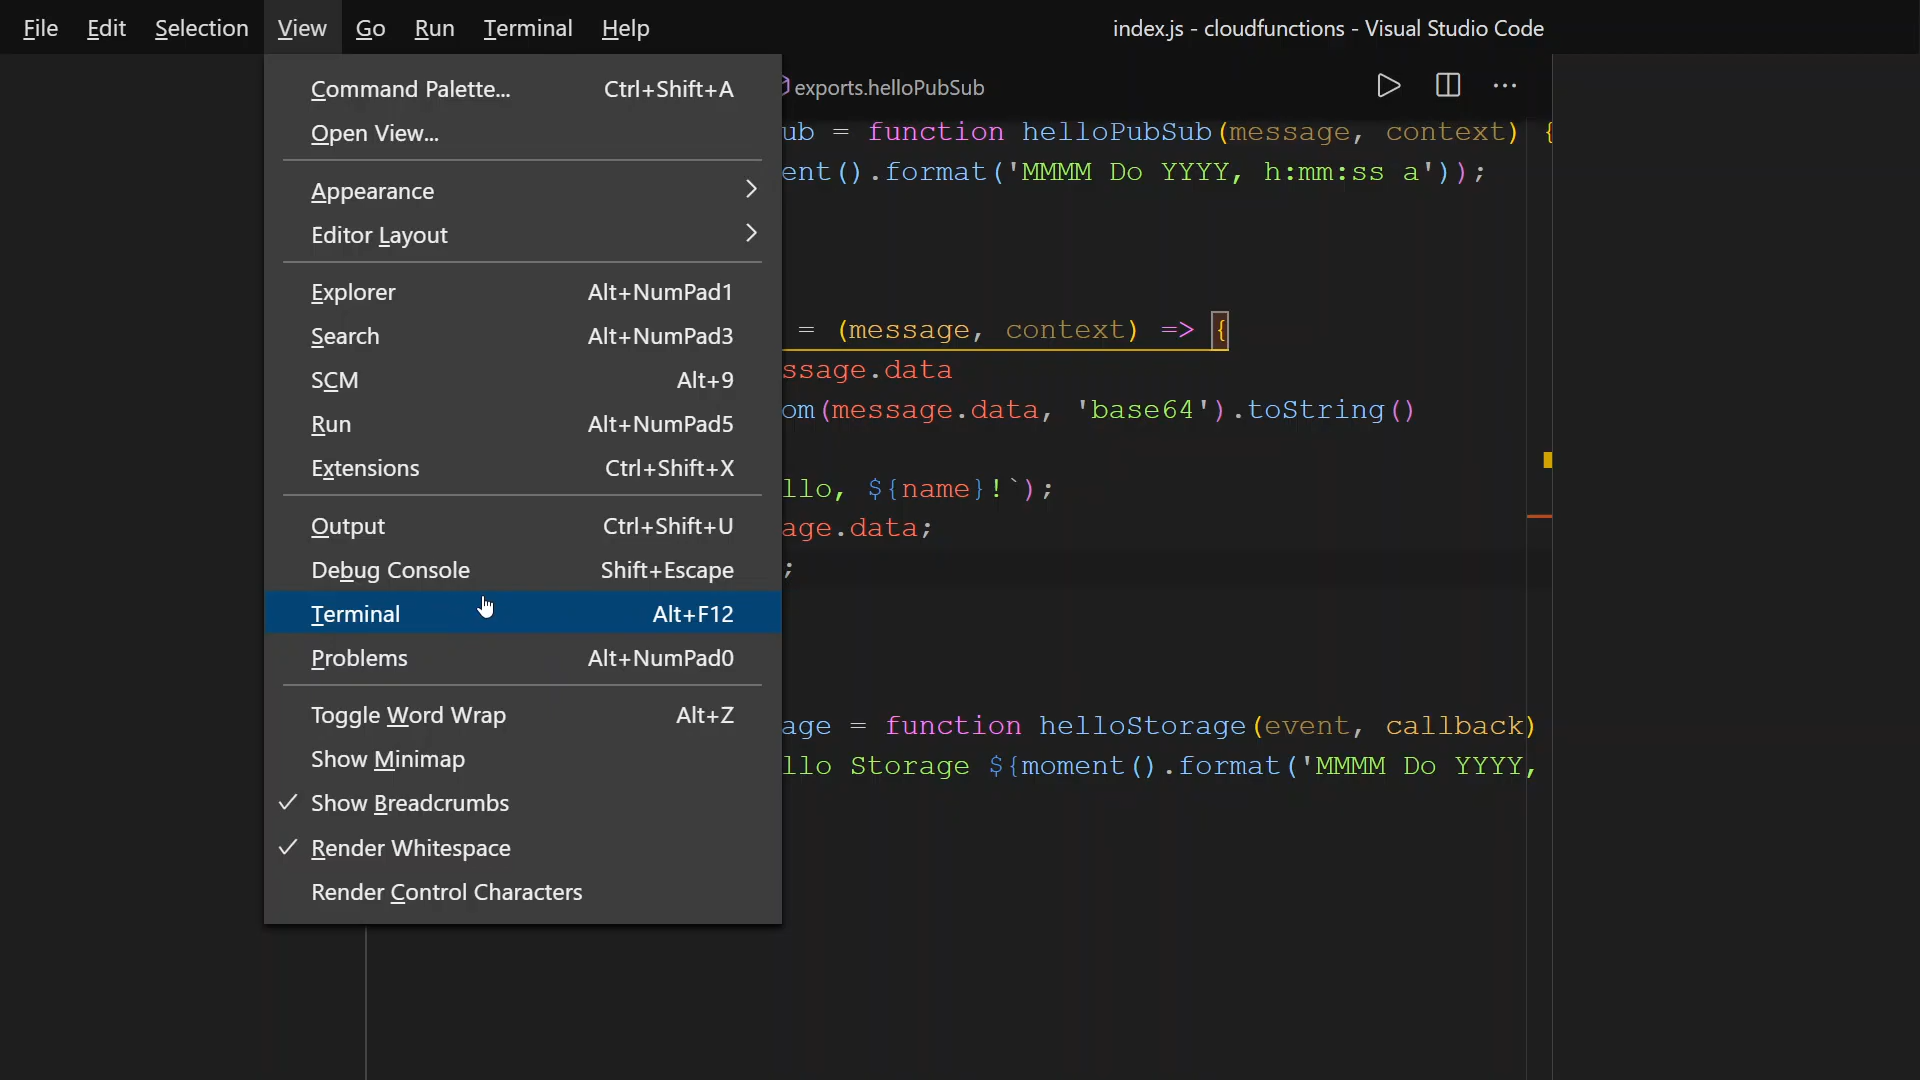 File Edit Selection View Go Run Terminal Help index.js - cloudfunctions - Visual Studio Code
Command Palette... Ctrl+Shift+A
Open View...
Appearance
Editor Layout
Explorer Alt+NumPad1
Search Alt+NumPad3
SCM Alt+9
Run Alt+NumPad5
Extensions Ctrl+Shift+X
Output Ctrl+Shift+U
Debug Console Shift+Escape
Terminal Alt+F12
Problems Alt+NumPad0
Toggle Word Wrap Alt+Z
Show Minimap
Show Breadcrumbs
Render Whitespace
Render Control Characters
exports.helloPubSub
ub = function helloPubSub(message, context) {
ent().format('MMMM Do YYYY, h:mm:ss a'));
= (message, context) => {
ssage.data
om(message.data, 'base64').toString()
llo, ${name}!`);
age.data;
;
age = function helloStorage(event, callback)
llo Storage ${moment().format('MMMM Do YYYY,